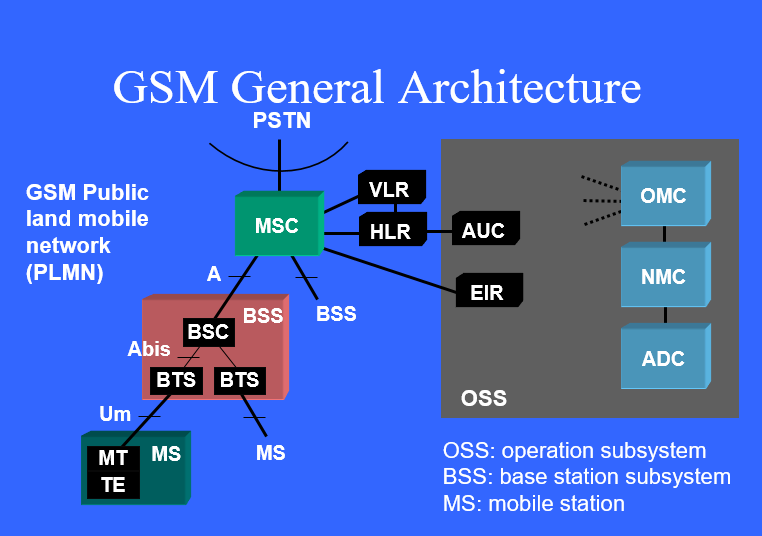 GSM General Architecture
PSTN
GSM Public
land mobile
network
(PLMN)
VLR
MSC
HLR
AUC
EIR
OMC
NMC
ADC
OSS
A
BSS
BSS
BSC
Abis
BTS
BTS
Um
MS
MT
TE
MS
OSS: operation subsystem
BSS: base station subsystem
MS: mobile station